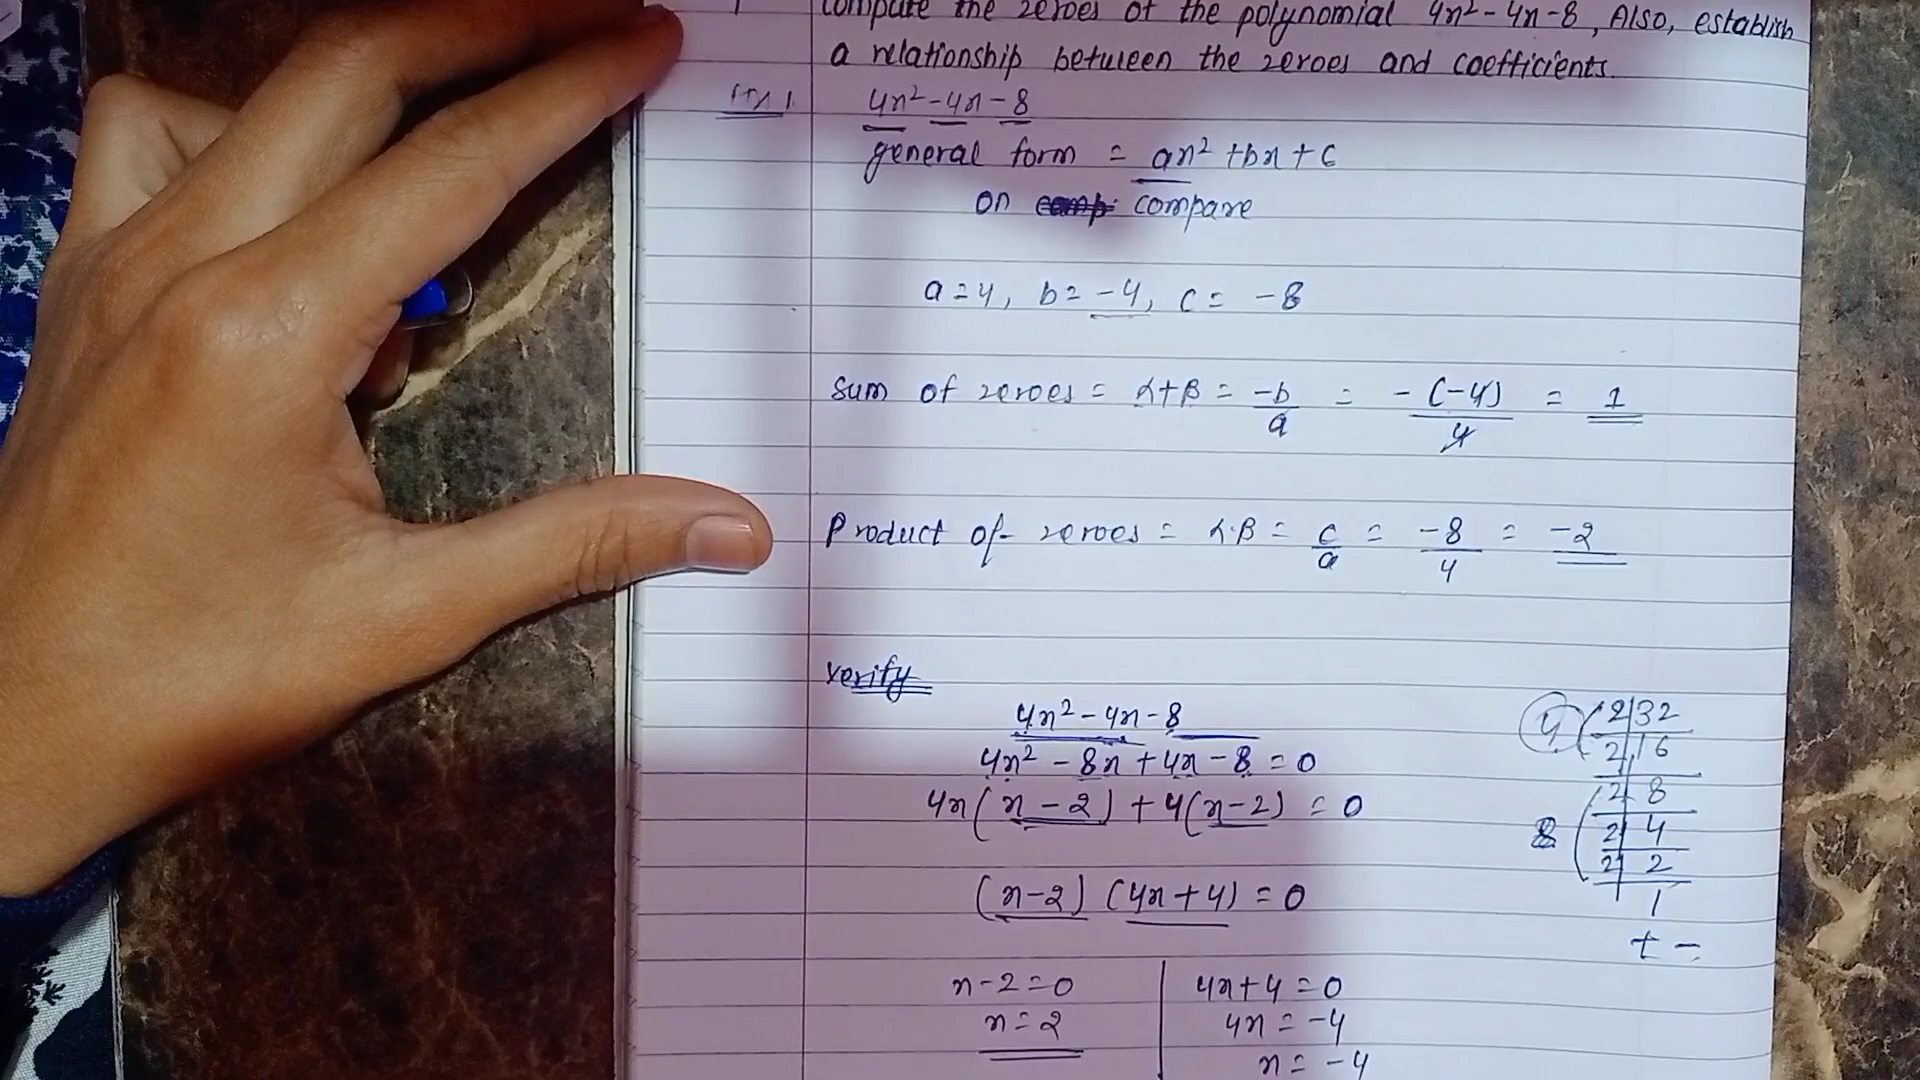 compute the zeroes of the polynomial 4x² - 4x - 8, Also, establish
a relationship between the zeroes and coefficients.
4x² - 4x - 8
general form = ax² + bx + c
on comp compare
a = 4, b = -4, c = -8
Sum of zeroes = α+β = -b/a = -(-4)/4 = 1
Product of zeroes = α·β = c/a = -8/4 = -2
Verify
4x² - 4x - 8
4x² - 8x + 4x - 8 = 0
4x(x - 2) + 4(x-2) = 0
(x-2) (4x+4) = 0
x-2=0 | 4x+4=0
x=2 | 4x = -4
x = -4
4 ( 2|32
2|16
8 ( 2|8
2|4
2|2
1
+ -